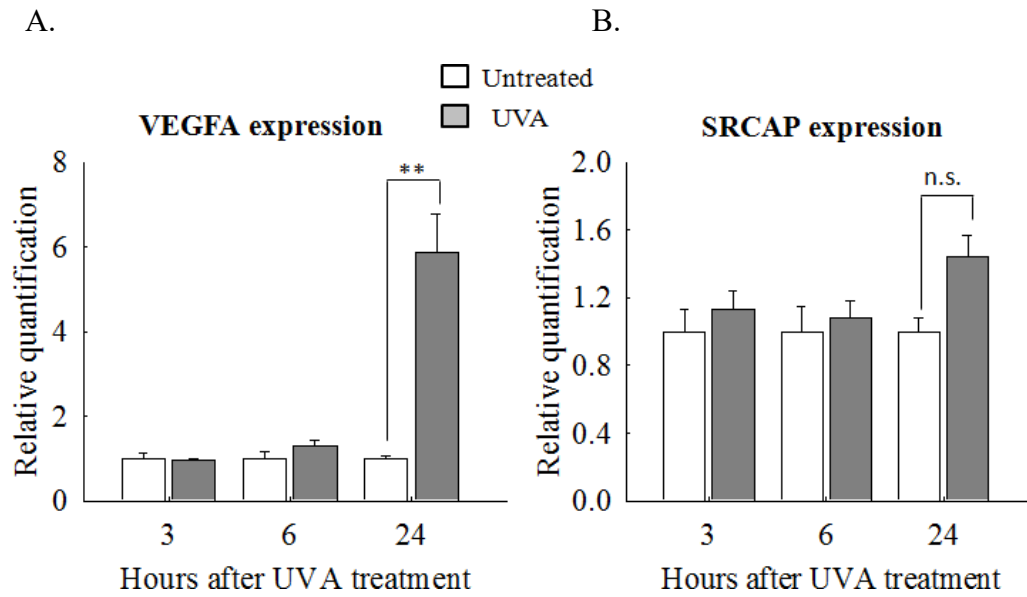 A.
B.
Untreated
UVA
VEGFA expression
SRCAP expression
8
6
4
2
0
Relative quantification
**
3
6
24
Hours after UVA treatment
2.0
1.6
1.2
0.8
0.4
0.0
Relative quantification
n.s.
3
6
24
Hours after UVA treatment